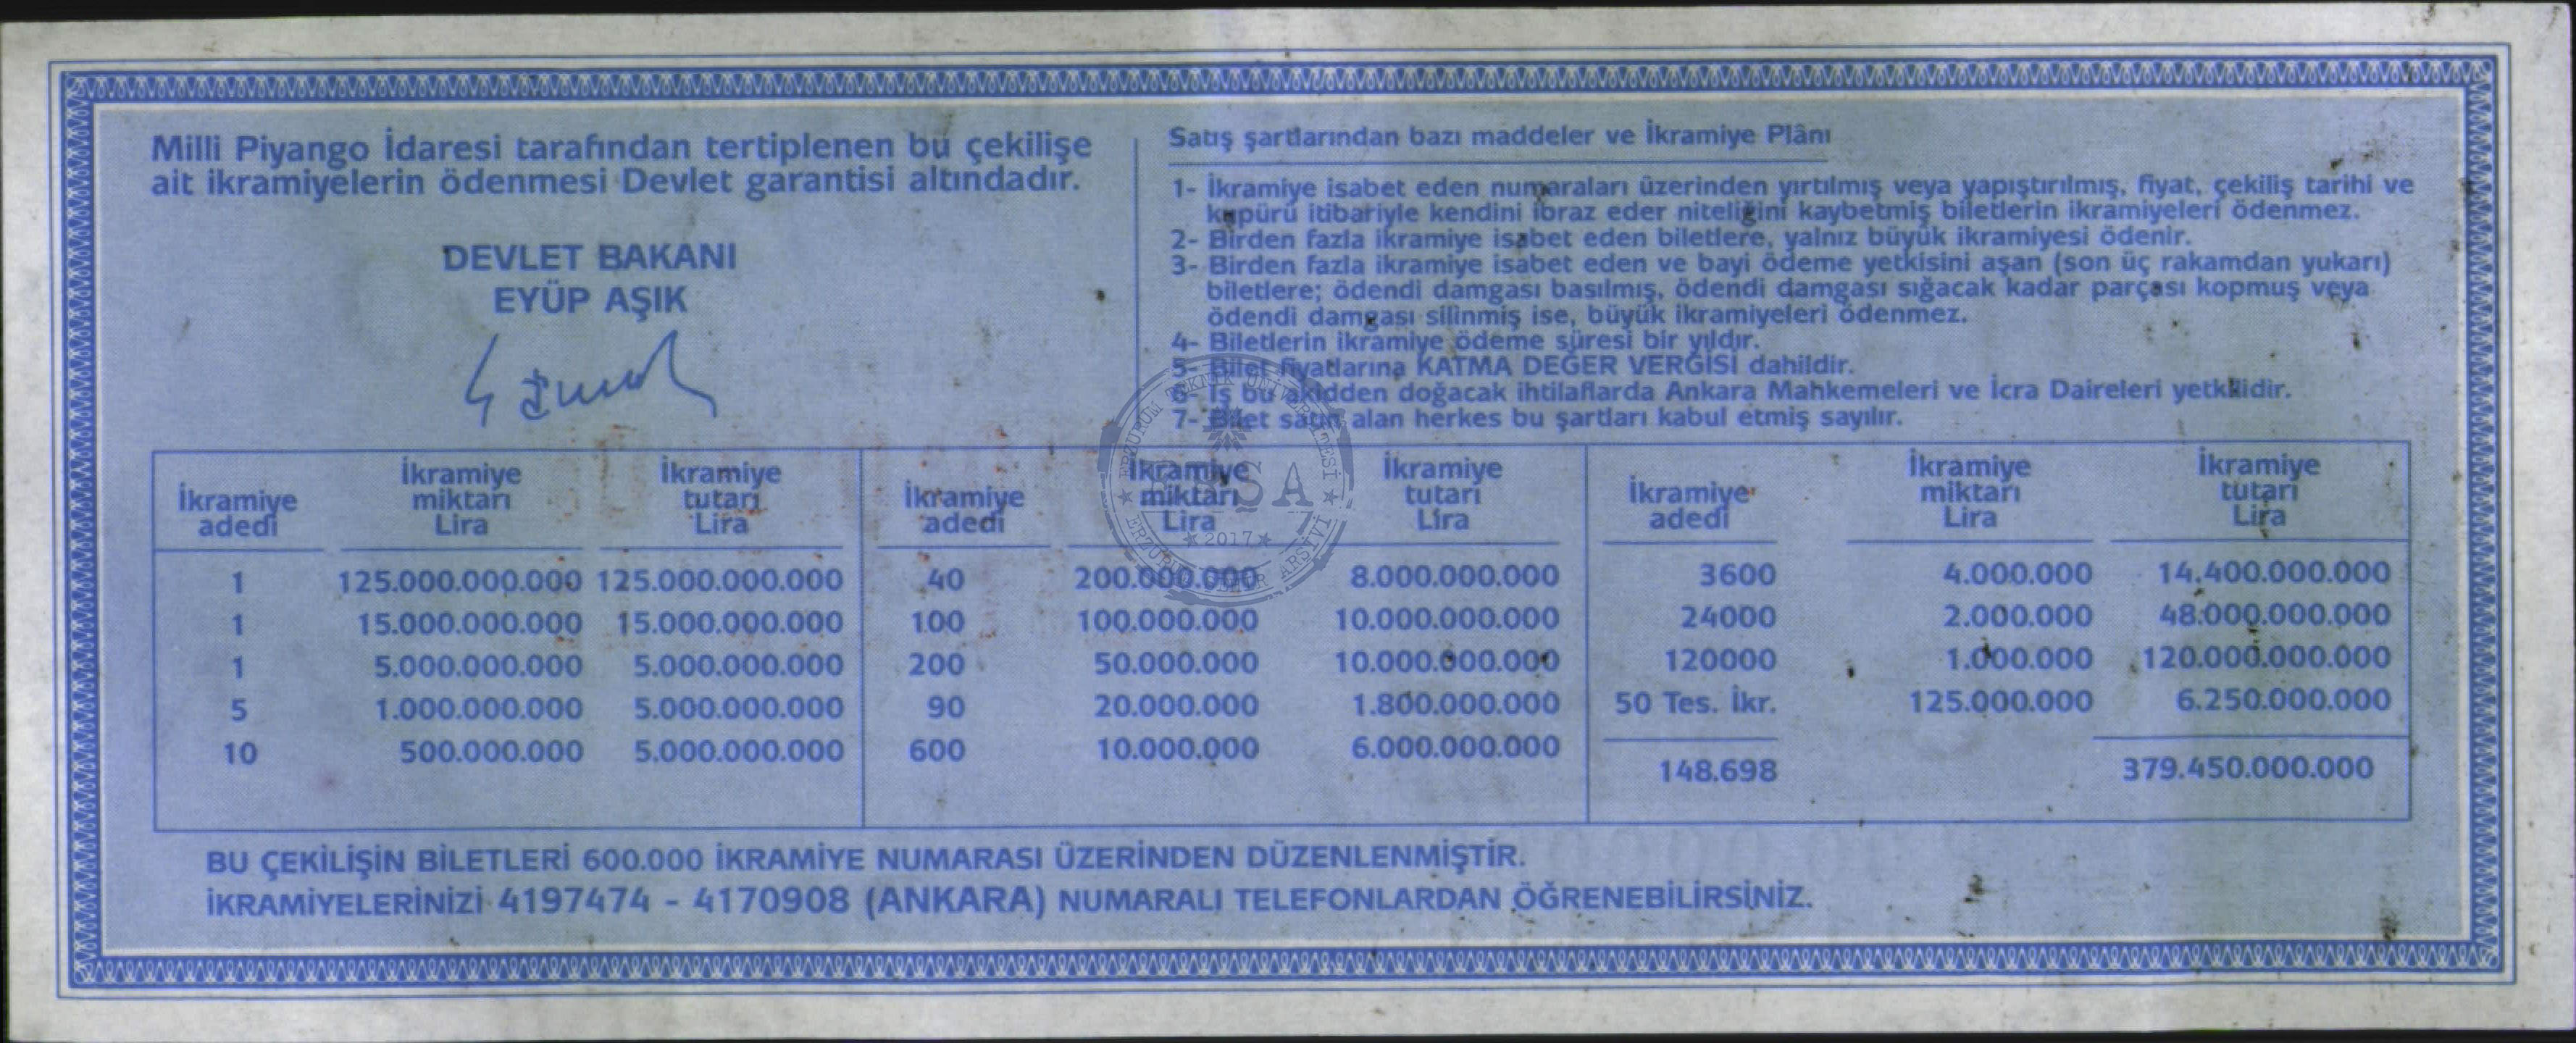 Milli Piyango İdaresi tarafından tertiplenen bu çekilişe
ait ikramiyelerin ödenmesi Devlet garantisi altındadır.
DEVLET BAKANI
EYÜP AŞIK
Satış şartlarından bazı maddeler ve İkramiye Plânı
1- İkramiye isabet eden numaraları üzerinden yırtılmış veya yapıştırılmış, fiyat, çekiliş tarihi ve
kupürü itibariyle kendini ibraz eder niteliğini kaybetmiş biletlerin ikramiyeleri ödenmez.
2- Birden fazla ikramiye isabet eden biletlere, yalnız büyük ikramiyesi ödenir.
3- Birden fazla ikramiye isabet eden ve bayi ödeme yetkisini aşan (son üç rakamdan yukarı)
biletlere; ödendi damgası basılmış, ödendi damgası sığacak kadar parçası kopmuş veya
ödendi damgası silinmiş ise, büyük ikramiyeleri ödenmez.
4- Biletlerin ikramiye ödeme süresi bir yıldır.
5- Bilet fiyatlarına KATMA DEĞER VERGİSİ dahildir.
6- İş bu akidden doğacak ihtilaflarda Ankara Mahkemeleri ve İcra Daireleri yetkilidir.
7- Bilet satın alan herkes bu şartları kabul etmiş sayılır.
İkramiye adedi İkramiye miktarı Lira İkramiye tutarı Lira
1 125.000.000.000 125.000.000.000
1 15.000.000.000 15.000.000.000
1 5.000.000.000 5.000.000.000
5 1.000.000.000 5.000.000.000
10 500.000.000 5.000.000.000
İkramiye adedi İkramiye miktarı Lira İkramiye tutarı Lira
40 200.000.000 8.000.000.000
100 100.000.000 10.000.000.000
200 50.000.000 10.000.000.000
90 20.000.000 1.800.000.000
600 10.000.000 6.000.000.000
İkramiye adedi İkramiye miktarı Lira İkramiye tutarı Lira
3600 4.000.000 14.400.000.000
24000 2.000.000 48.000.000.000
120000 1.000.000 120.000.000.000
50 Tes. İkr. 125.000.000 6.250.000.000
148.698 379.450.000.000
BU ÇEKİLİŞİN BİLETLERİ 600.000 İKRAMİYE NUMARASI ÜZERİNDEN DÜZENLENMİŞTİR.
İKRAMİYELERİNİZİ 4197474 - 4170908 (ANKARA) NUMARALI TELEFONLARDAN ÖĞRENEBİLİRSİNİZ.
ERZURUM TEKNİK ÜNİVERSİTESİ
2017
ERZURUM ŞEHİR ARŞİVİ